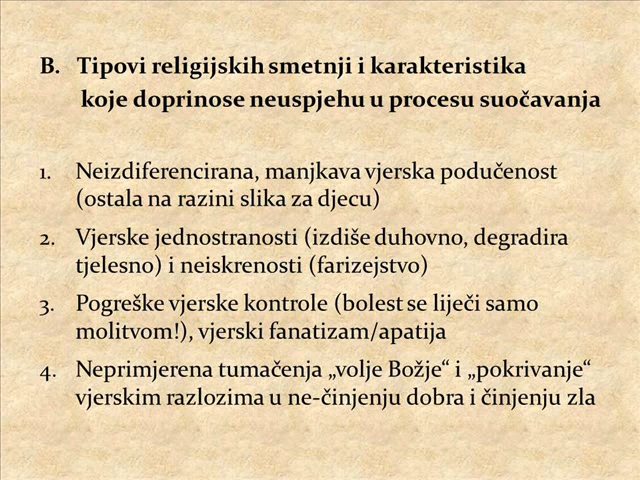 B. Tipovi religijskih smetnji i karakteristika
koje doprinose neuspjehu u procesu suočavanja
1. Neizdiferencirana, manjkava vjerska podučenost
(ostala na razini slika za djecu)
2. Vjerske jednostranosti (izdiše duhovno, degradira
tjelesno) i neiskrenosti (farizejstvo)
3. Pogreške vjerske kontrole (bolest se liječi samo
molitvom!), vjerski fanatizam/apatija
4. Neprimjerena tumačenja „volje Božje“ i „pokrivanje“
vjerskim razlozima u ne-činjenju dobra i činjenju zla